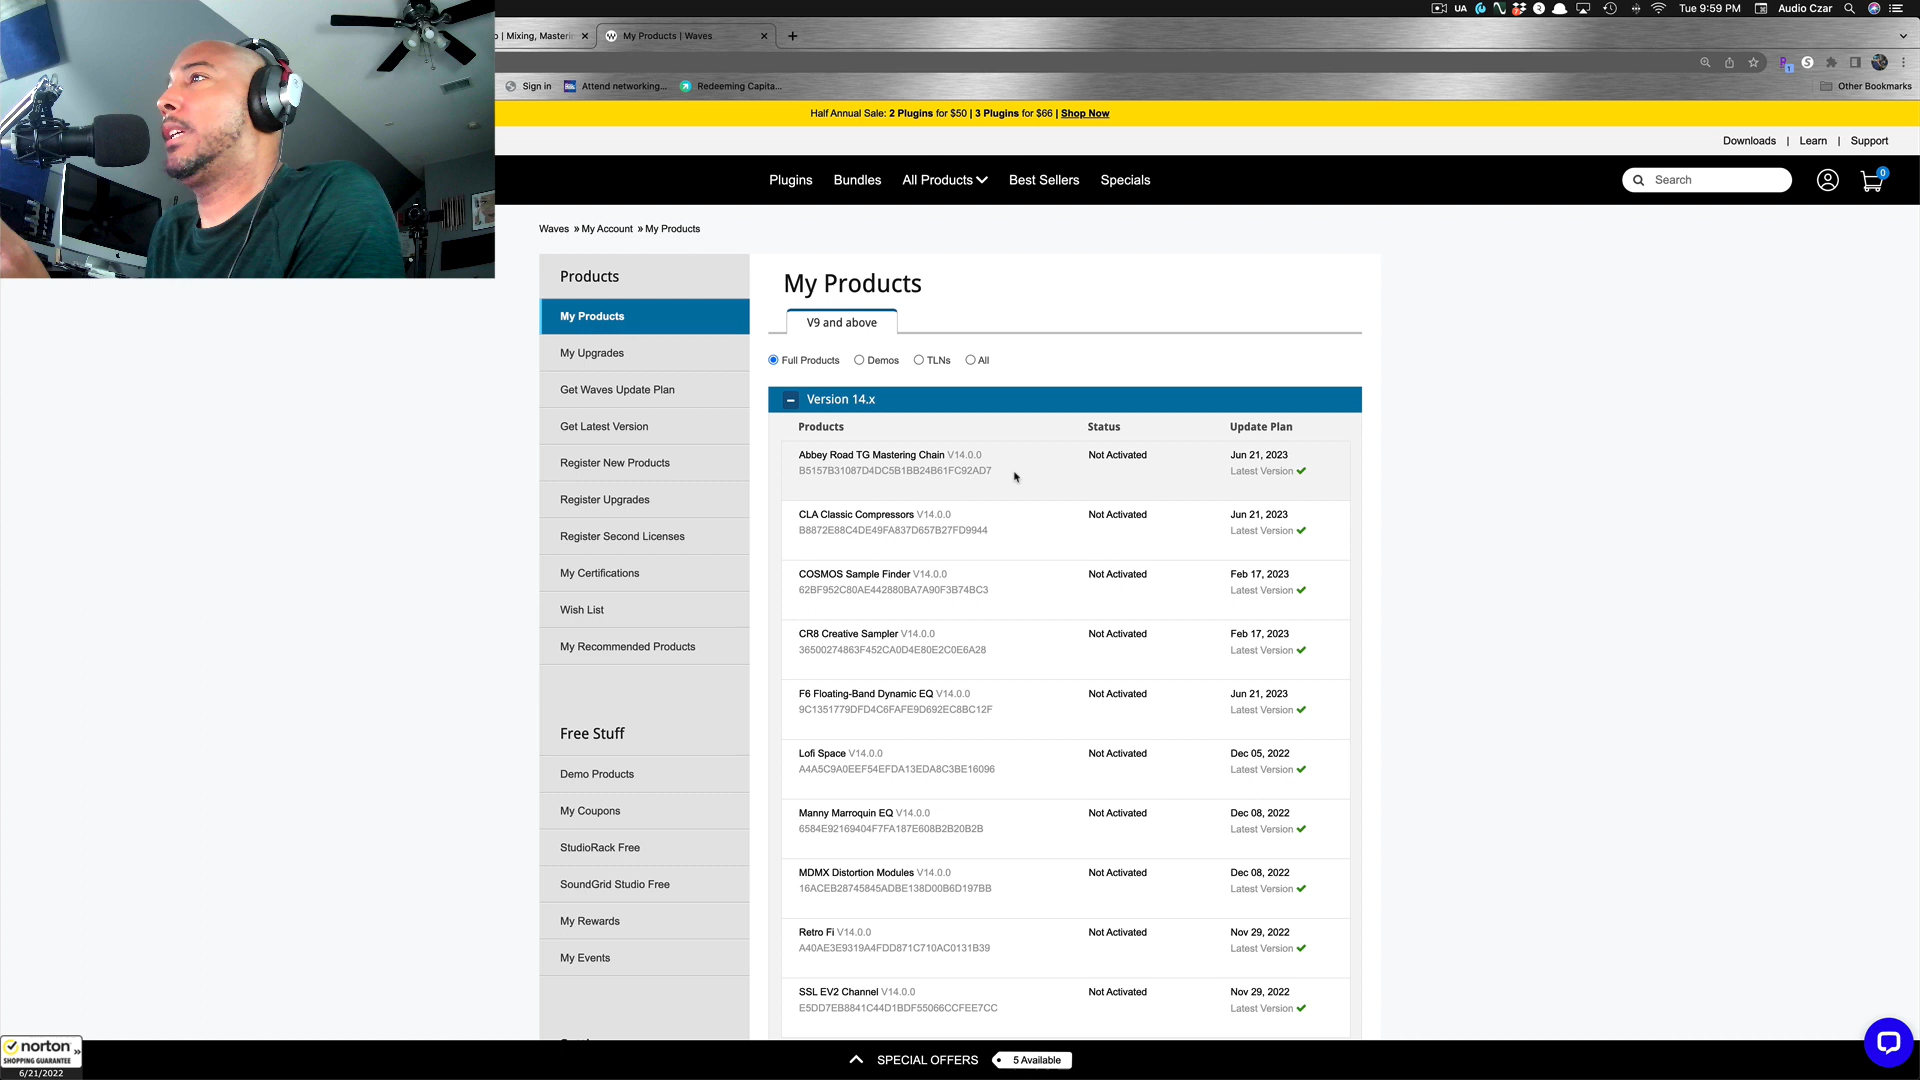 UA
Tue 9:59 PM
Audio Czar
My Products | Waves
Sign in
Attend networking...
Redeeming Capita...
Other Bookmarks
Half Annual Sale: 2 Plugins for $50 | 3 Plugins for $66 | Shop Now
Downloads | Learn | Support
Plugins
Bundles
All Products
Best Sellers
Specials
Search
0
Waves » My Account » My Products
Products
My Products
My Upgrades
Get Waves Update Plan
Get Latest Version
Register New Products
Register Upgrades
Register Second Licenses
My Certifications
Wish List
My Recommended Products
Free Stuff
Demo Products
My Coupons
StudioRack Free
SoundGrid Studio Free
My Rewards
My Events
My Products
V9 and above
Full Products
Demos
TLNs
All
Version 14.x
Products Status Update Plan
Abbey Road TG Mastering Chain V14.0.0 Not Activated Jun 21, 2023
B5157B31087D4DC5B1BB24B61FC92AD7 Latest Version
CLA Classic Compressors V14.0.0 Not Activated Jun 21, 2023
B8872E88C4DE49FA837D657B27FD9944 Latest Version
COSMOS Sample Finder V14.0.0 Not Activated Feb 17, 2023
62BF952C80AE442880BA7A90F3B74BC3 Latest Version
CR8 Creative Sampler V14.0.0 Not Activated Feb 17, 2023
36500274863F452CA0D4E80E2C0E6A28 Latest Version
F6 Floating-Band Dynamic EQ V14.0.0 Not Activated Jun 21, 2023
9C1351779DFD4C6FAFE9D692EC8BC12F Latest Version
Lofi Space V14.0.0 Not Activated Dec 05, 2022
A4A5C9A0EEF54EFDA13EDA8C3BE16096 Latest Version
Manny Marroquin EQ V14.0.0 Not Activated Dec 08, 2022
6584E92169404F7FA187E608B2B20B2B Latest Version
MDMX Distortion Modules V14.0.0 Not Activated Dec 08, 2022
16ACEB28745845ADBE138D00B6D197BB Latest Version
Retro Fi V14.0.0 Not Activated Nov 29, 2022
A40AE3E9319A4FDD871C710AC0131B39 Latest Version
SSL EV2 Channel V14.0.0 Not Activated Nov 29, 2022
E5DD7EB8841C44D1BDF55066CCFEE7CC Latest Version
norton
SHOPPING GUARANTEE
6/21/2022
SPECIAL OFFERS
5 Available